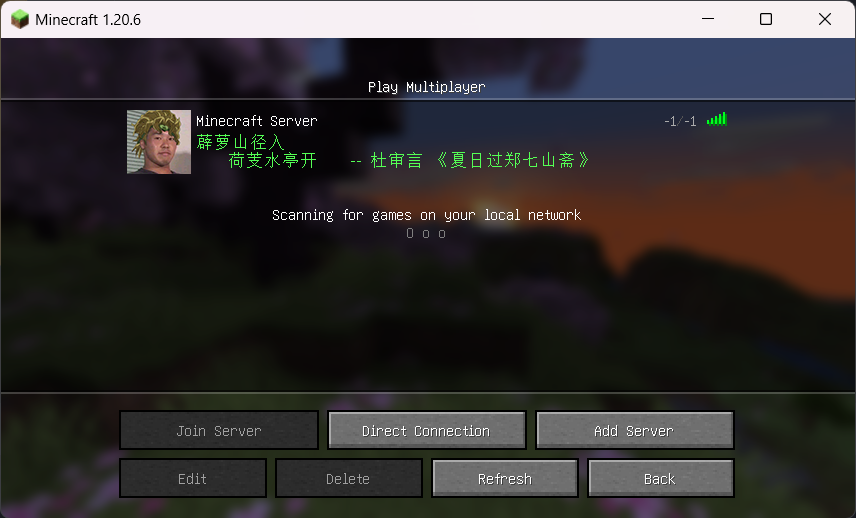 Minecraft 1.20.6
Play Multiplayer
Minecraft Server
-1/-1
薜萝山径入
荷芰水亭开 -- 杜审言 《夏日过郑七山斋》
Scanning for games on your local network
O o o
Join Server
Direct Connection
Add Server
Edit
Delete
Refresh
Back